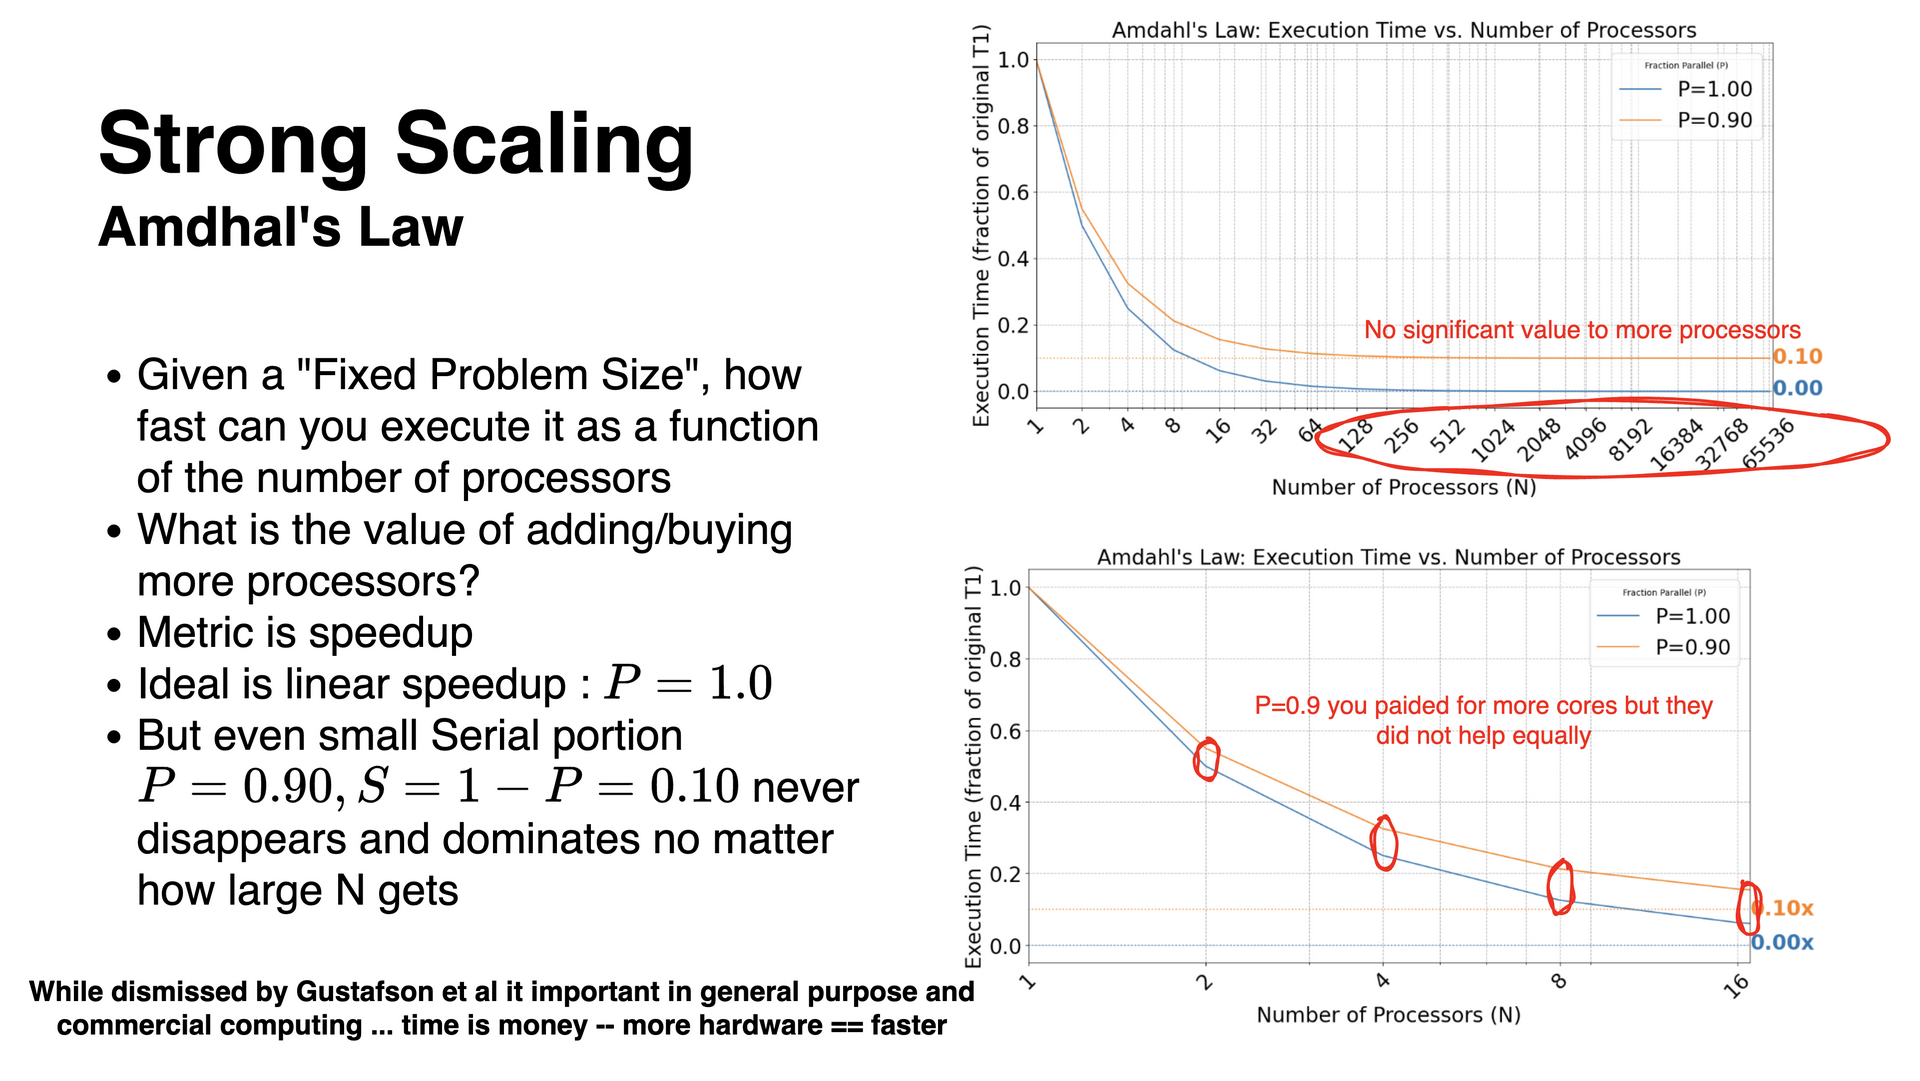 Strong Scaling
Amdhal's Law
• Given a "Fixed Problem Size", how
fast can you execute it as a function
of the number of processors
• What is the value of adding/buying
more processors?
• Metric is speedup
• Ideal is linear speedup : P = 1.0
• But even small Serial portion
P = 0.90, S = 1 − P = 0.10 never
disappears and dominates no matter
how large N gets
While dismissed by Gustafson et al it important in general purpose and
commercial computing ... time is money -- more hardware == faster
Amdahl's Law: Execution Time vs. Number of Processors
Execution Time (fraction of original T1)
1.0
0.8
0.6
0.4
0.2
0.0
Fraction Parallel (P)
P=1.00
P=0.90
No significant value to more processors
0.10
0.00
1 2 4 8 16 32 64 128 256 512 1024 2048 4096 8192 16384 32768 65536
Number of Processors (N)
Amdahl's Law: Execution Time vs. Number of Processors
Execution Time (fraction of original T1)
1.0
0.8
0.6
0.4
0.2
0.0
Fraction Parallel (P)
P=1.00
P=0.90
P=0.9 you paided for more cores but they
did not help equally
0.10x
0.00x
1 2 4 8 16
Number of Processors (N)